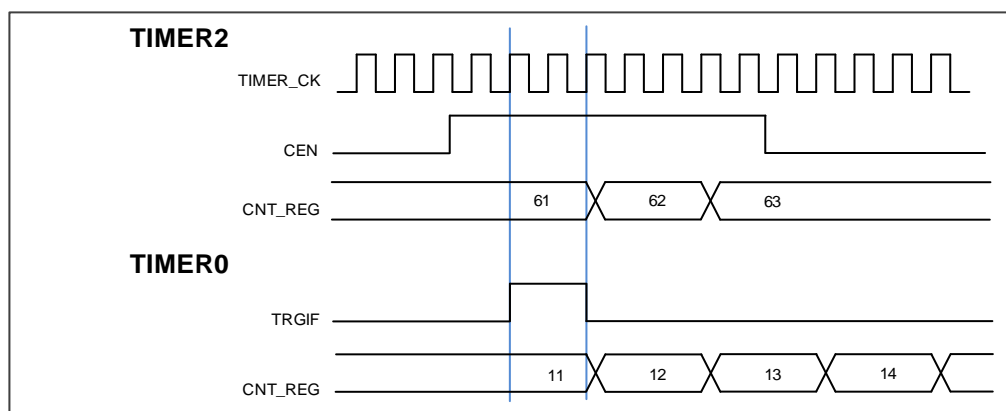 TIMER2
TIMER_CK
CEN
CNT_REG 61 62 63
TIMER0
TRGIF
CNT_REG 11 12 13 14